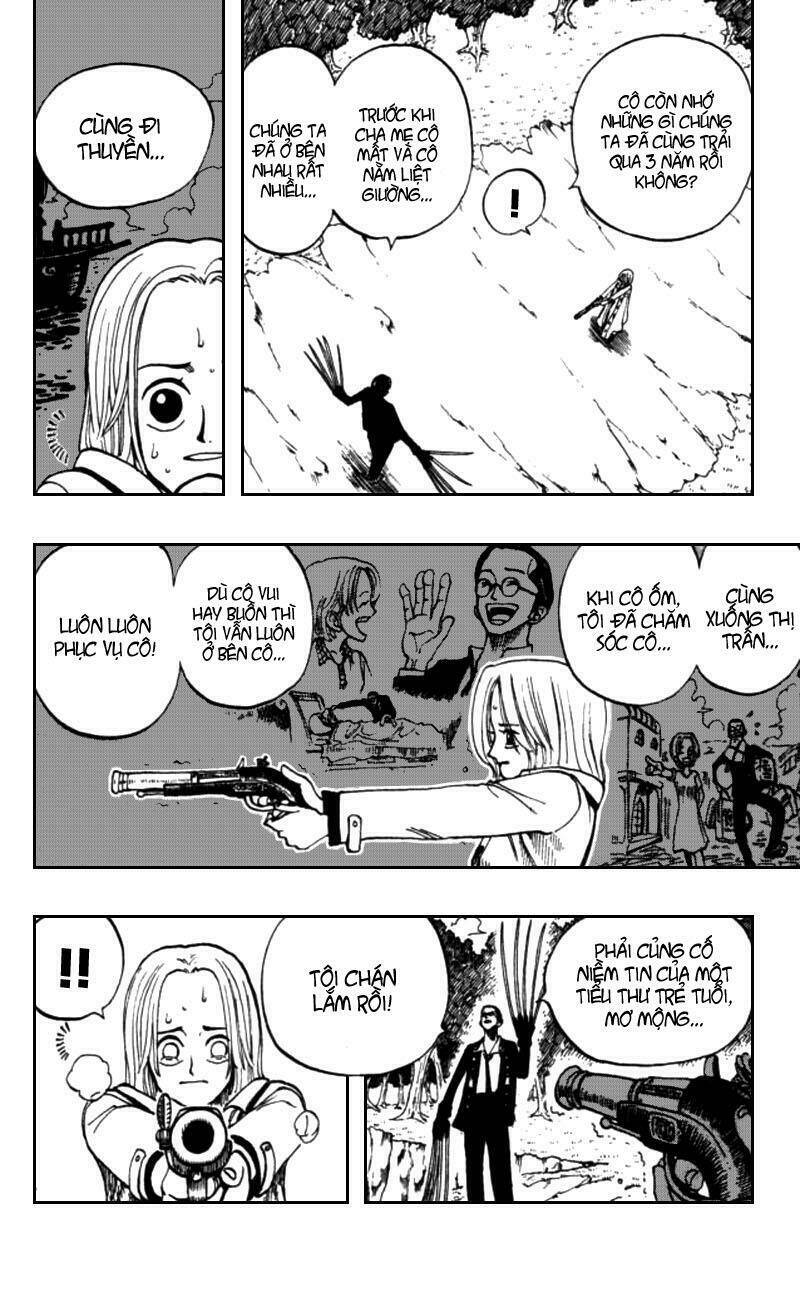 CÔ CÒN NHỚ
NHỮNG GÌ CHÚNG
TA ĐÃ CÙNG TRẢI
QUA 3 NĂM RỒI
KHÔNG?
!
TRƯỚC KHI
CHA MẸ CÔ
MẤT VÀ CÔ
NẰM LIỆT
GIƯỜNG...
CHÚNG TA
ĐÃ Ở BÊN
NHAU RẤT
NHIỀU...
CÙNG ĐI
THUYỀN...
CÙNG
XUỐNG THỊ
TRẤN...
KHI CÔ ỐM,
TÔI ĐÃ CHĂM
SÓC CÔ...
DÙ CÔ VUI
HAY BUỒN THÌ
TÔI VẪN LUÔN
Ở BÊN CÔ...
LUÔN LUÔN
PHỤC VỤ CÔ!
PHẢI CỦNG CỐ
NIỀM TIN CỦA MỘT
TIỂU THƯ TRẺ TUỔI,
MƠ MỘNG...
TÔI CHÁN
LẮM RỒI!
!!